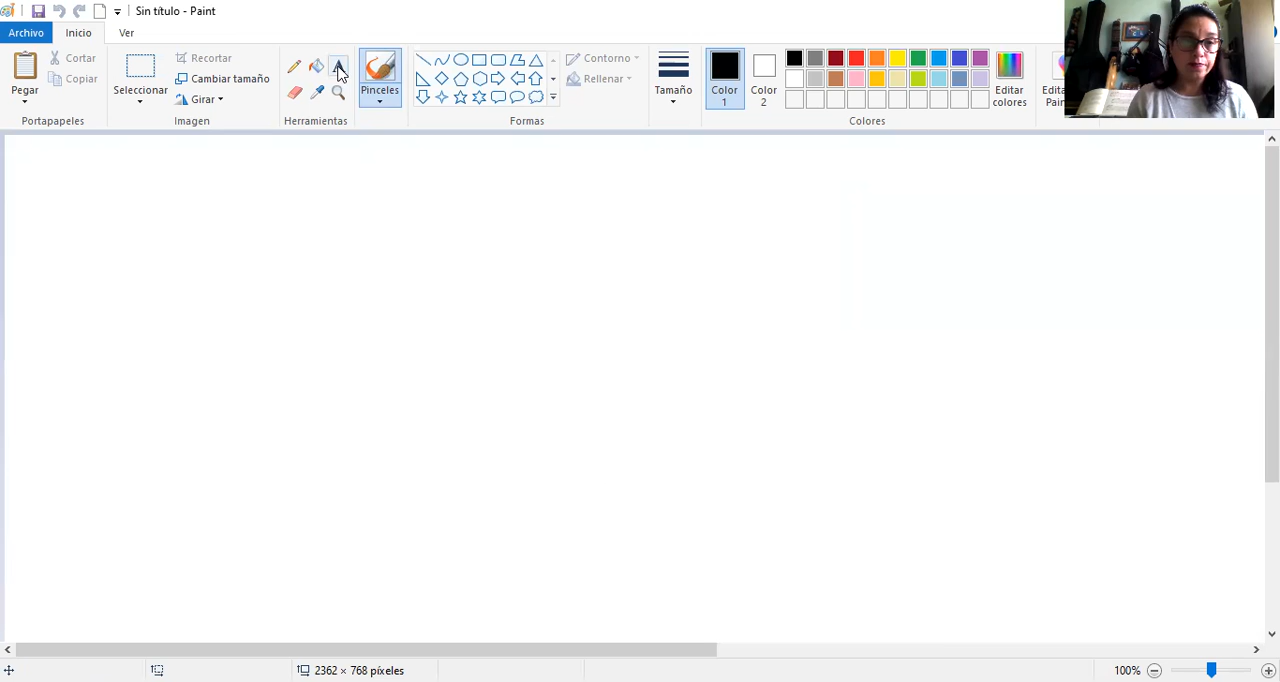 Sin título - Paint
Archivo Inicio Ver
Pegar
Cortar
Copiar
Portapapeles
Seleccionar
Recortar
Cambiar tamaño
Girar
Imagen
Herramientas
Pinceles
Contorno
Rellenar
Formas
Tamaño
Color 1
Color 2
Editar colores
Colores
2362 × 768 píxeles
100%